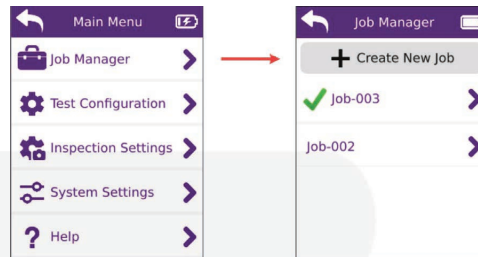 Main Menu
Job Manager
Test Configuration
Inspection Settings
System Settings
Help
Job Manager
Create New Job
Job-003
Job-002